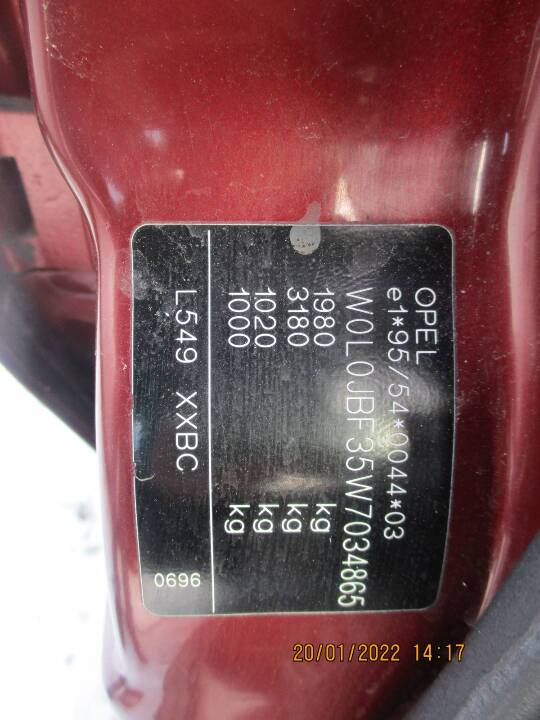 OPEL
e1*95/54*0044*03
W0L0JBF35W7034865
1980 kg
3180 kg
1020 kg
1000 kg
L549 XXBC
0696
20/01/2022 14:17